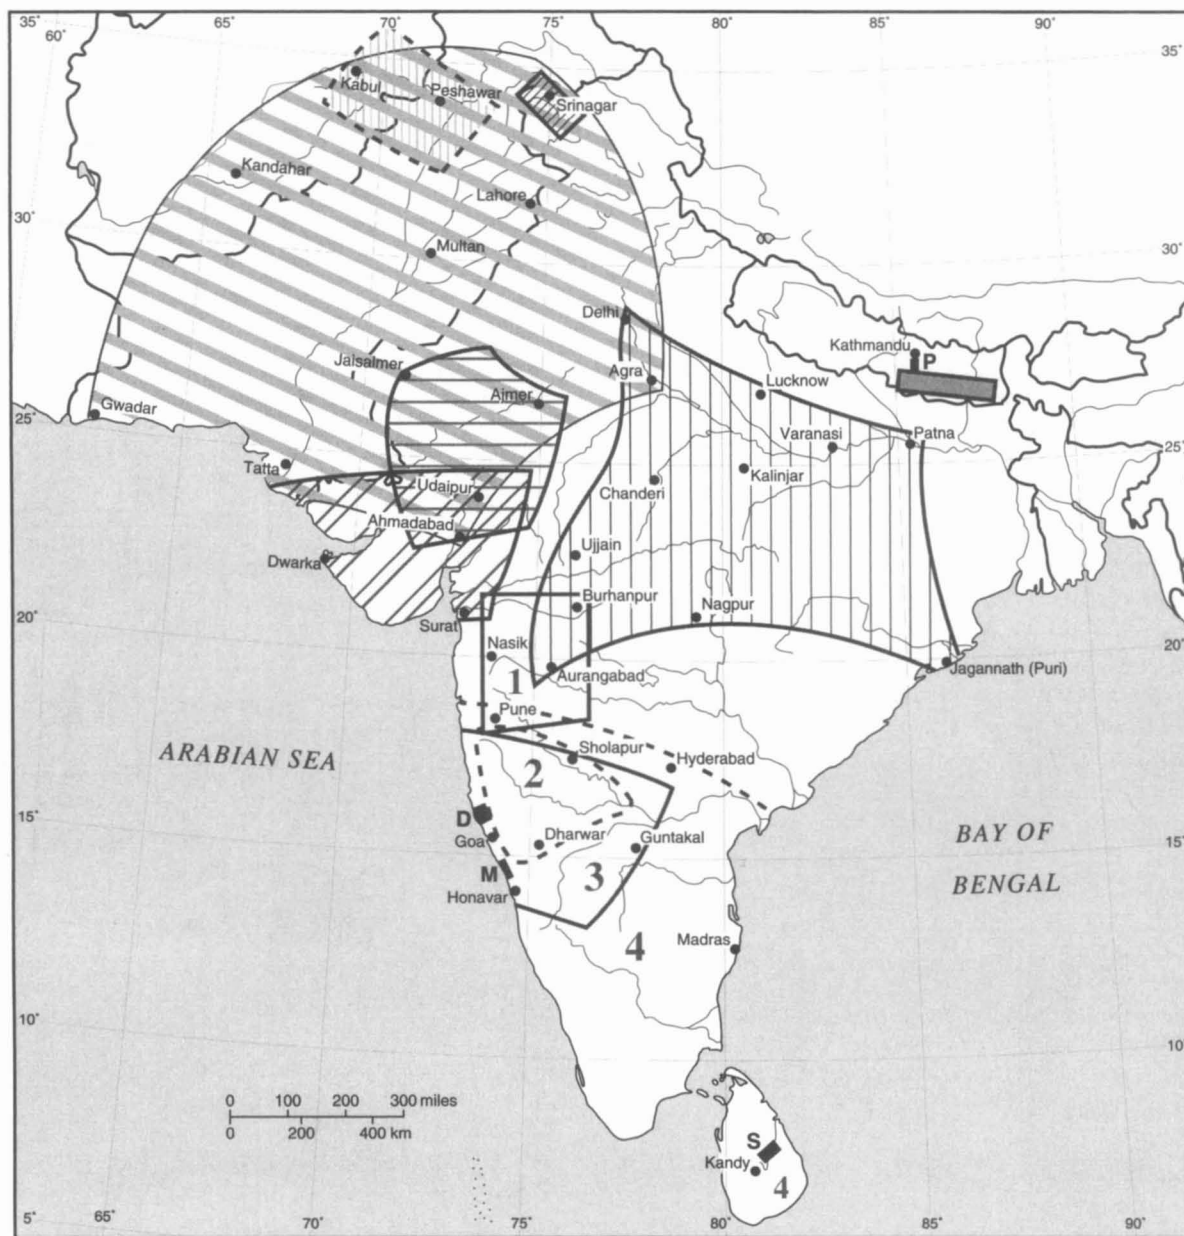 35°
65°
70°
75°
80°
85°
90°
35°
60°
Kabul
Peshawar
Srinagar
Kandahar
Lahore
30°
Multan
30°
Delhi
Kathmandu
P
Jaisalmer
Agra
Lucknow
Ajmer
Gwadar
25°
Varanasi
Patna
25°
Tatta
Udaipur
Kalinjar
Chanderi
Ahmadabad
Dwarka
Ujjain
Burhanpur
Nagpur
20°
Surat
Nasik
20°
Aurangabad
Jagannath (Puri)
1
Pune
ARABIAN SEA
Sholapur
Hyderabad
2
15°
D
Goa
Dharwar
Guntakal
BAY OF
BENGAL
15°
M
3
Honavar
4
Madras
10°
10°
0 100 200 300 miles
0 200 400 km
S
Kandy
4
5°
65°
70°
75°
80°
85°
90°